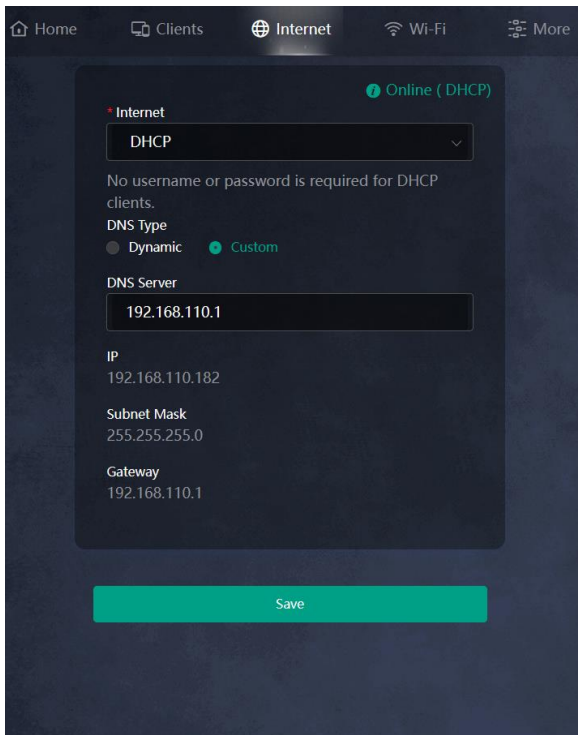 Home Clients Internet Wi-Fi More
Online ( DHCP)
* Internet
DHCP
No username or password is required for DHCP
clients.
DNS Type
Dynamic Custom
DNS Server
192.168.110.1
IP
192.168.110.182
Subnet Mask
255.255.255.0
Gateway
192.168.110.1
Save